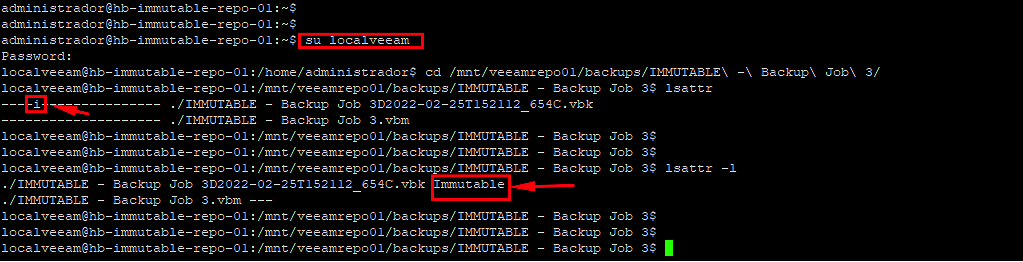 administrador@hb-immutable-repo-01:~$
administrador@hb-immutable-repo-01:~$
administrador@hb-immutable-repo-01:~$ su localveeam
Password:
localveeam@hb-immutable-repo-01:/home/administrador$ cd /mnt/veeamrepo01/backups/IMMUTABLE\ -\ Backup\ Job\ 3/
localveeam@hb-immutable-repo-01:/mnt/veeamrepo01/backups/IMMUTABLE - Backup Job 3$ lsattr
----i---------------- ./IMMUTABLE - Backup Job 3D2022-02-25T152112_654C.vbk
--------------------- ./IMMUTABLE - Backup Job 3.vbm
localveeam@hb-immutable-repo-01:/mnt/veeamrepo01/backups/IMMUTABLE - Backup Job 3$
localveeam@hb-immutable-repo-01:/mnt/veeamrepo01/backups/IMMUTABLE - Backup Job 3$
localveeam@hb-immutable-repo-01:/mnt/veeamrepo01/backups/IMMUTABLE - Backup Job 3$ lsattr -l
./IMMUTABLE - Backup Job 3D2022-02-25T152112_654C.vbk Immutable
./IMMUTABLE - Backup Job 3.vbm ---
localveeam@hb-immutable-repo-01:/mnt/veeamrepo01/backups/IMMUTABLE - Backup Job 3$
localveeam@hb-immutable-repo-01:/mnt/veeamrepo01/backups/IMMUTABLE - Backup Job 3$
localveeam@hb-immutable-repo-01:/mnt/veeamrepo01/backups/IMMUTABLE - Backup Job 3$